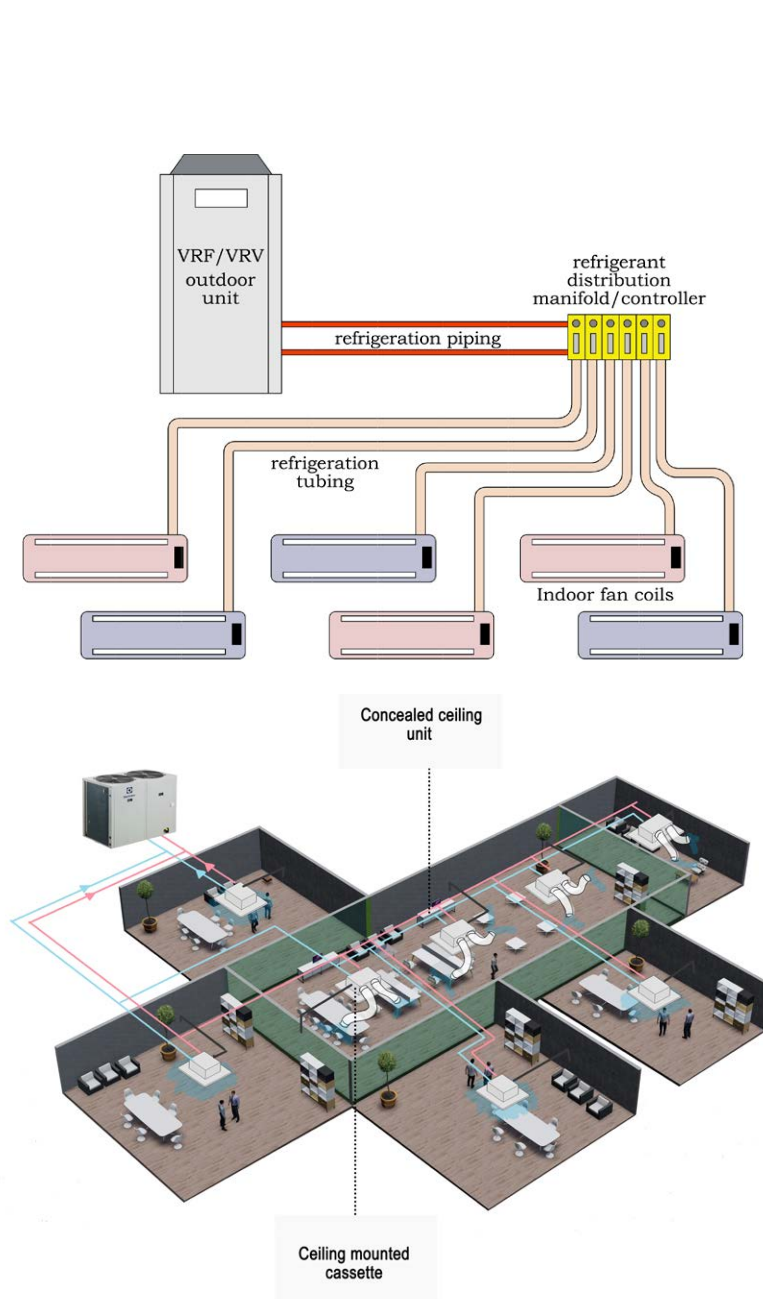 VRF/VRV
outdoor
unit
refrigerant
distribution
manifold/controller
refrigeration piping
refrigeration
tubing
Indoor fan coils
Concealed ceiling
unit
Ceiling mounted
cassette